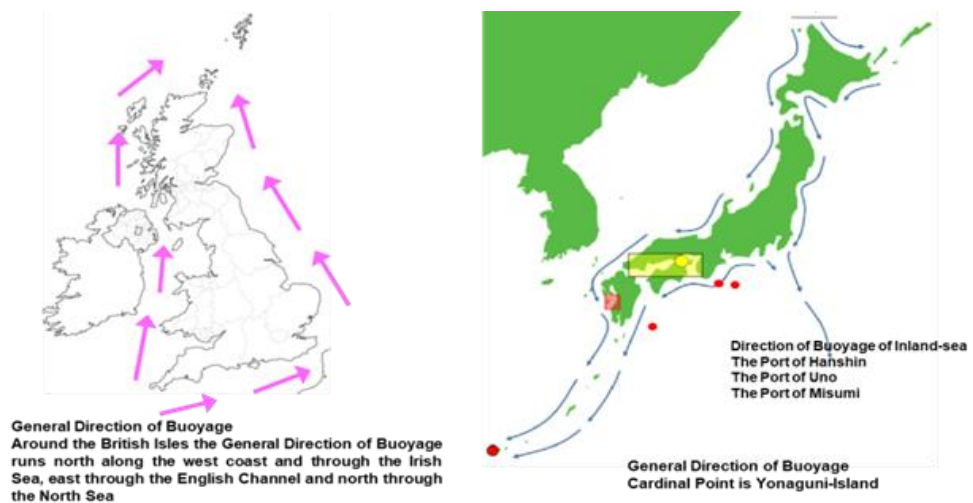 General Direction of Buoyage
Around the British Isles the General Direction of Buoyage
runs north along the west coast and through the Irish
Sea, east through the English Channel and north through
the North Sea
Direction of Buoyage of Inland-sea
The Port of Hanshin
The Port of Uno
The Port of Misumi
General Direction of Buoyage
Cardinal Point is Yonaguni-Island